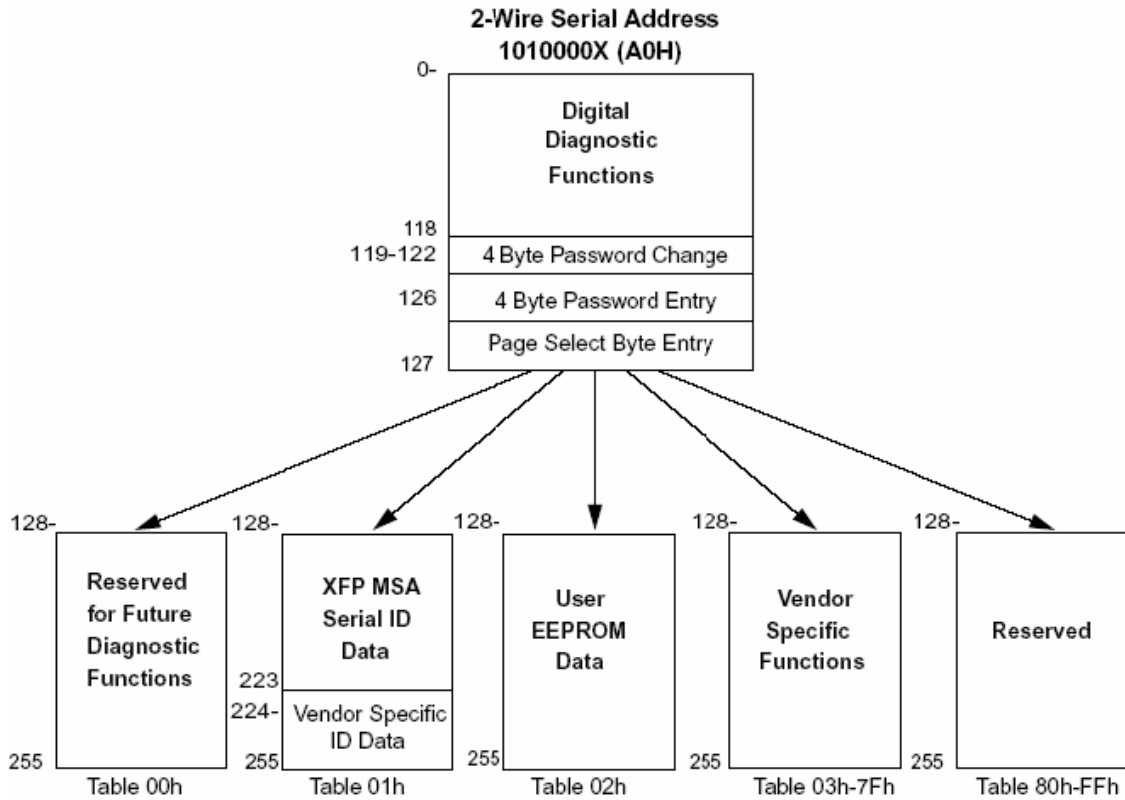 2-Wire Serial Address
1010000X (A0H)
0-
Digital
Diagnostic
Functions
118
119-122
4 Byte Password Change
126
4 Byte Password Entry
Page Select Byte Entry
127
128-
Reserved
for Future
Diagnostic
Functions
255
Table 00h
128-
XFP MSA
Serial ID
Data
223
224-
Vendor Specific
ID Data
255
Table 01h
128-
User
EEPROM
Data
255
Table 02h
128-
Vendor
Specific
Functions
255
Table 03h-7Fh
128-
Reserved
255
Table 80h-FFh